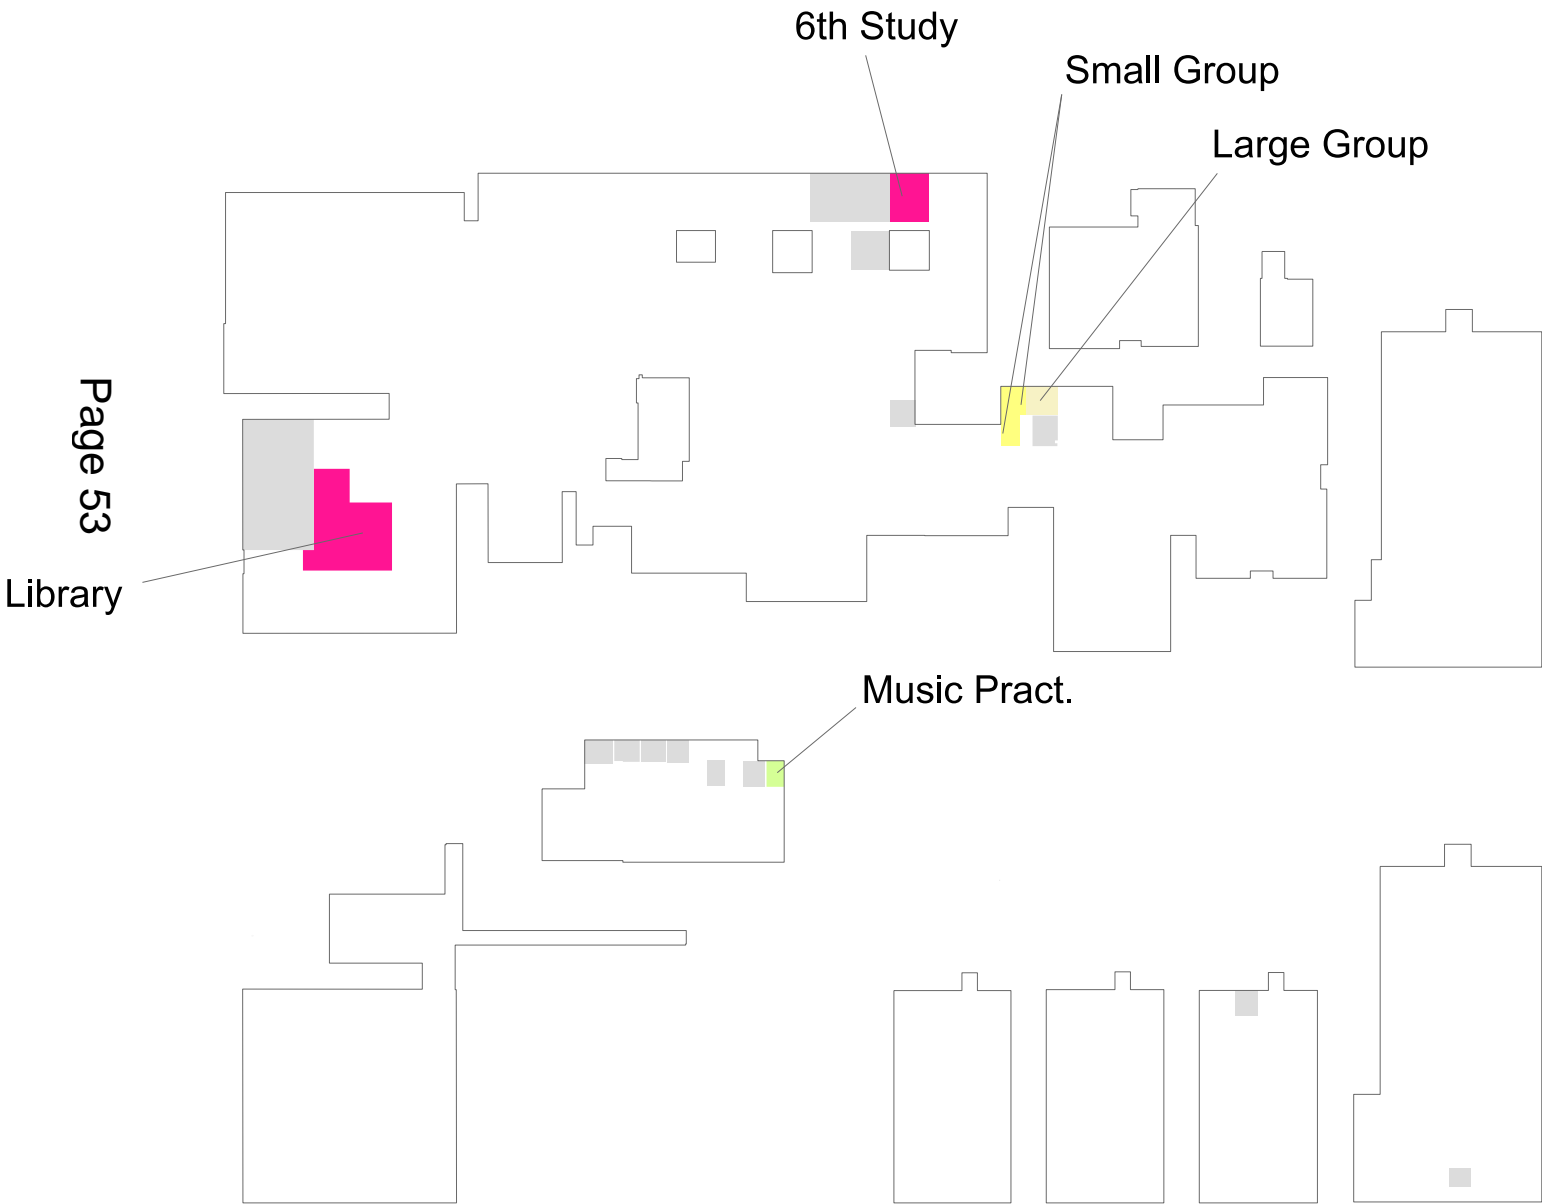 6th Study
Small Group
Large Group
Page 53
Library
Music Pract.